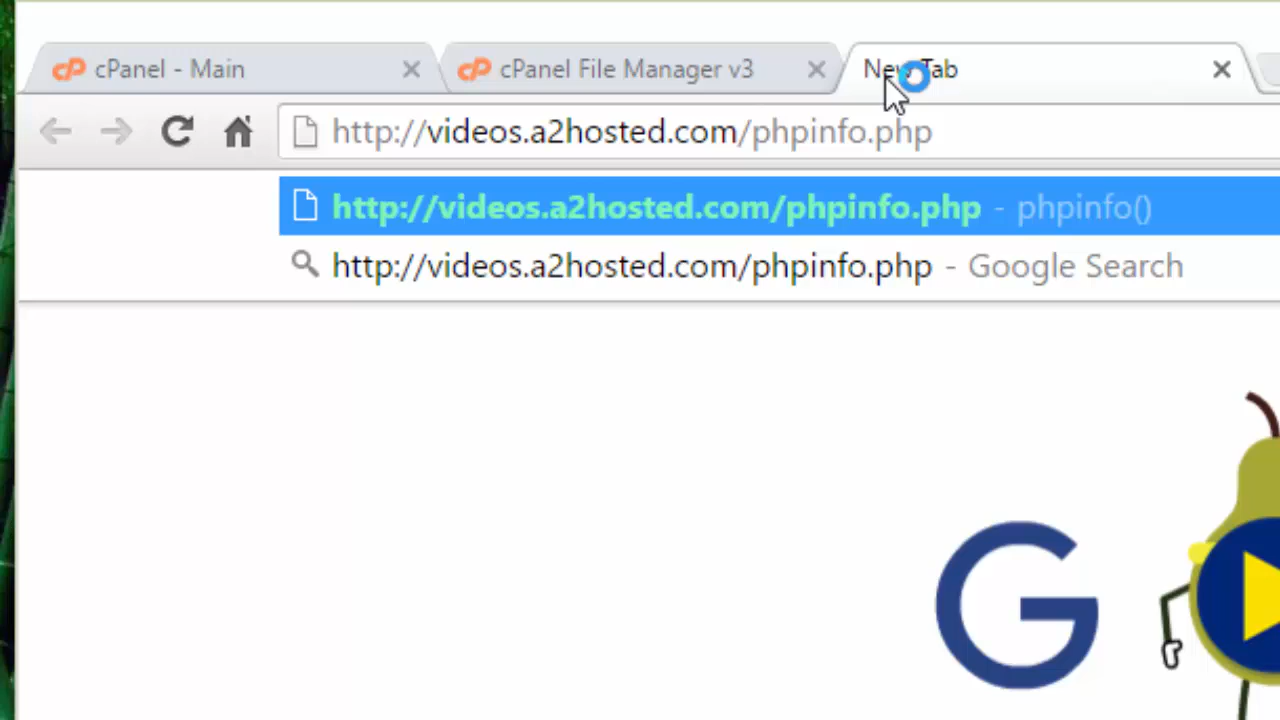 cPanel - Main
cPanel File Manager v3
New Tab
http://videos.a2hosted.com/phpinfo.php
http://videos.a2hosted.com/phpinfo.php - phpinfo()
http://videos.a2hosted.com/phpinfo.php - Google Search
G